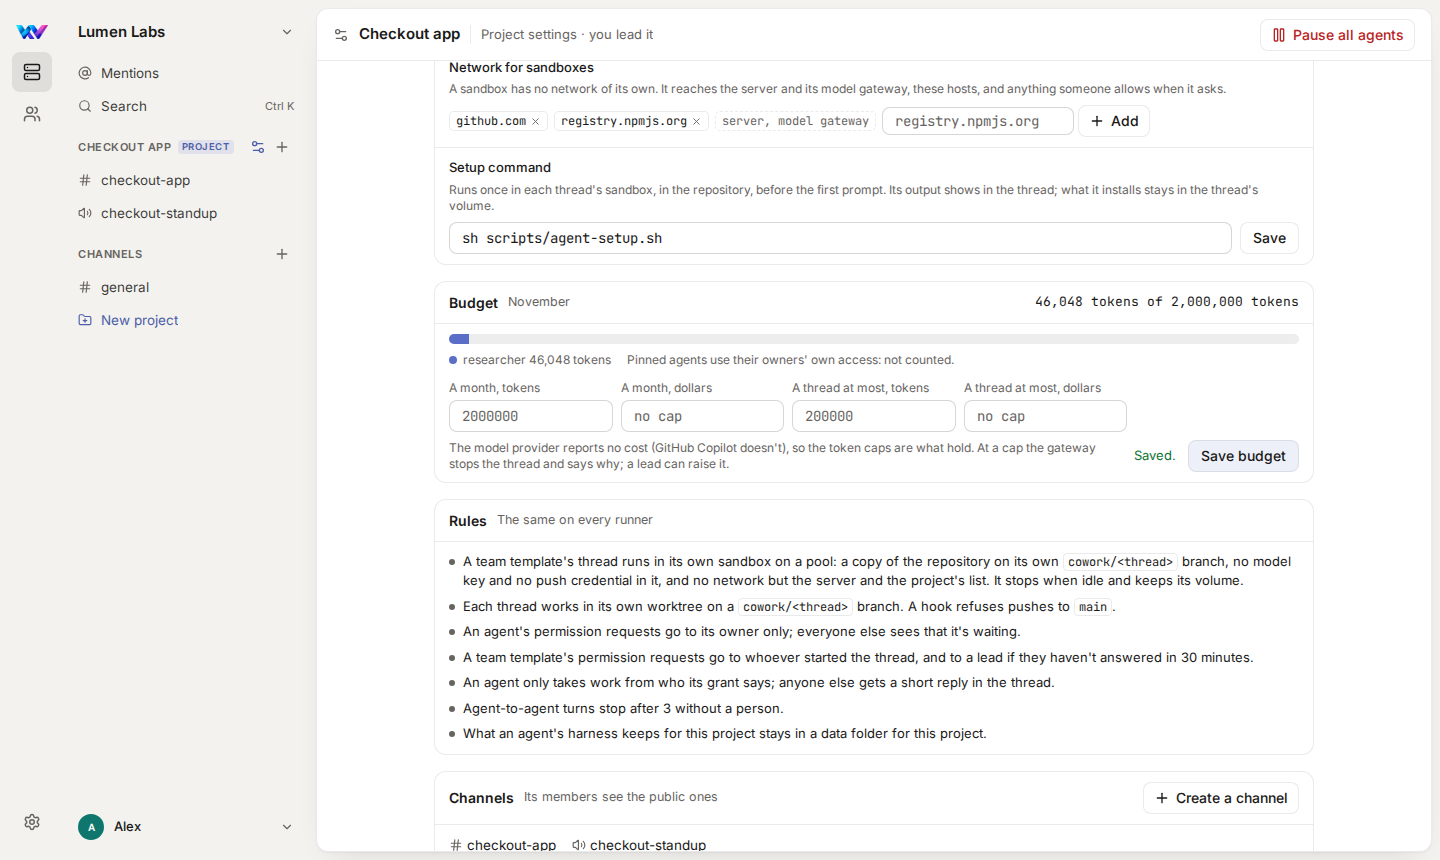 Lumen Labs
Mentions
Search
Ctrl K
CHECKOUT APP
PROJECT
checkout-app
checkout-standup
CHANNELS
general
New project
A
Alex
Checkout app
Project settings · you lead it
Pause all agents
Network for sandboxes
A sandbox has no network of its own. It reaches the server and its model gateway, these hosts, and anything someone allows when it asks.
github.com
registry.npmjs.org
server, model gateway
registry.npmjs.org
Add
Setup command
Runs once in each thread's sandbox, in the repository, before the first prompt. Its output shows in the thread; what it installs stays in the thread's
volume.
sh scripts/agent-setup.sh
Save
Budget
November
46,048 tokens of 2,000,000 tokens
researcher 46,048 tokens
Pinned agents use their owners' own access: not counted.
A month, tokens
A month, dollars
A thread at most, tokens
A thread at most, dollars
2000000
no cap
200000
no cap
The model provider reports no cost (GitHub Copilot doesn't), so the token caps are what hold. At a cap the gateway
stops the thread and says why; a lead can raise it.
Saved.
Save budget
Rules
The same on every runner
A team template's thread runs in its own sandbox on a pool: a copy of the repository on its own cowork/<thread> branch, no model
key and no push credential in it, and no network but the server and the project's list. It stops when idle and keeps its volume.
Each thread works in its own worktree on a cowork/<thread> branch. A hook refuses pushes to main.
An agent's permission requests go to its owner only; everyone else sees that it's waiting.
A team template's permission requests go to whoever started the thread, and to a lead if they haven't answered in 30 minutes.
An agent only takes work from who its grant says; anyone else gets a short reply in the thread.
Agent-to-agent turns stop after 3 without a person.
What an agent's harness keeps for this project stays in a data folder for this project.
Channels
Its members see the public ones
Create a channel
checkout-app
checkout-standup